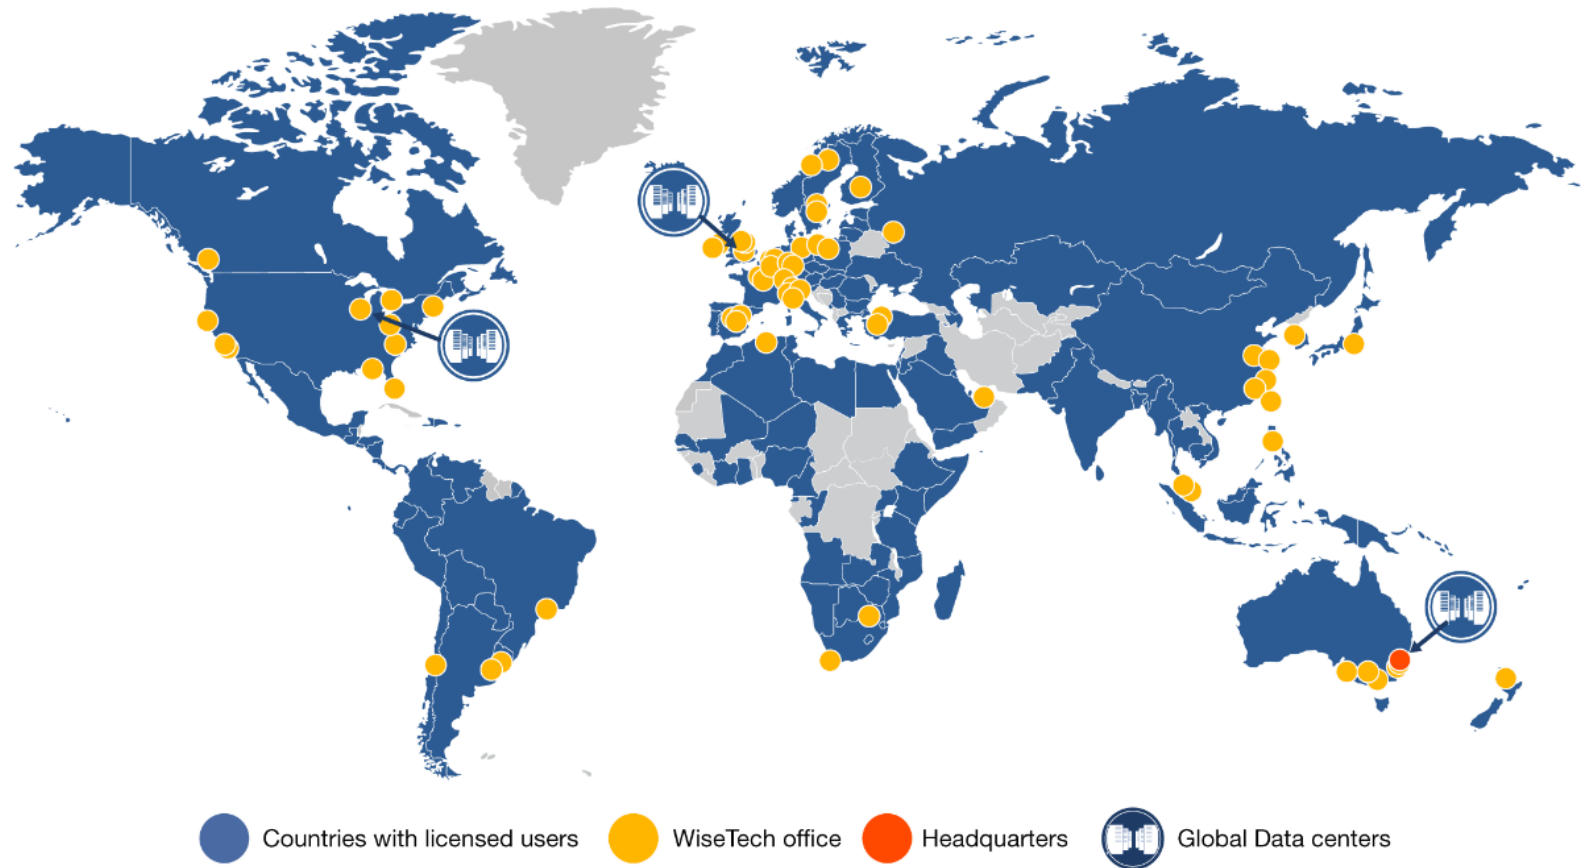 Countries with licensed users
WiseTech office
Headquarters
Global Data centers